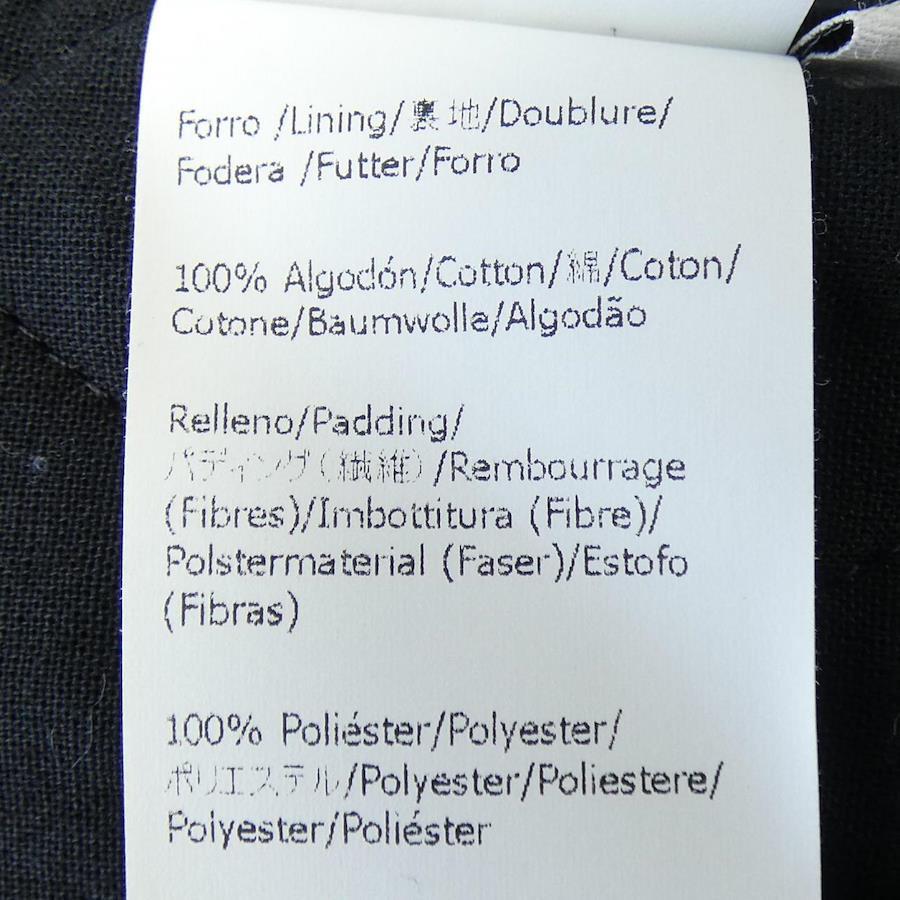 Forro /Lining/裏地/Doublure/
Fodera /Futter/Forro
100% Algodón/Cotton/綿/Coton/
Cotone/Baumwolle/Algodão
Relleno/Padding/
パディング(繊維)/Rembourrage
(Fibres)/Imbottitura (Fibre)/
Polstermaterial (Faser)/Estofo
(Fibras)
100% Poliéster/Polyester/
ポリエステル/Polyester/Poliestere/
Polyester/Poliéster